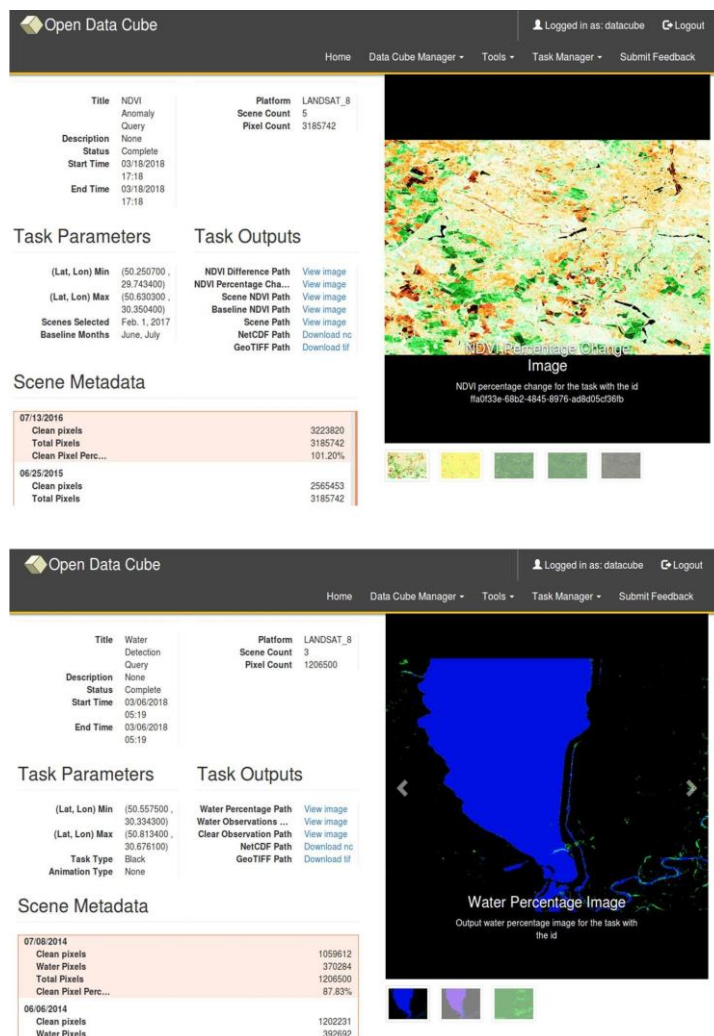 Open Data Cube
Logged in as: datacube Logout
Home Data Cube Manager Tools Task Manager Submit Feedback
Title NDVI Anomaly Query
Description None
Status Complete
Start Time 03/18/2018 17:18
End Time 03/18/2018 17:18
Platform LANDSAT_8
Scene Count 5
Pixel Count 3185742
Task Parameters
(Lat, Lon) Min (50.250700 , 29.743400)
(Lat, Lon) Max (50.630300 , 30.350400)
Scenes Selected Feb. 1, 2017
Baseline Months June, July
Task Outputs
NDVI Difference Path View image
NDVI Percentage Cha... View image
Scene NDVI Path View image
Baseline NDVI Path View image
Scene Path View image
NetCDF Path Download nc
GeoTIFF Path Download tif
Scene Metadata
07/13/2016
Clean pixels 3223820
Total Pixels 3185742
Clean Pixel Perc... 101.20%
06/25/2015
Clean pixels 2565453
Total Pixels 3185742
NDVI Percentage Change
Image
NDVI percentage change for the task with the id
ffa0f33e-68b2-4845-8976-ad8d05cf36fb
Open Data Cube
Logged in as: datacube Logout
Home Data Cube Manager Tools Task Manager Submit Feedback
Title Water Detection Query
Description None
Status Complete
Start Time 03/06/2018 05:19
End Time 03/06/2018 05:19
Platform LANDSAT_8
Scene Count 3
Pixel Count 1206500
Task Parameters
(Lat, Lon) Min (50.557500 , 30.334300)
(Lat, Lon) Max (50.813400 , 30.676100)
Task Type Black
Animation Type None
Task Outputs
Water Percentage Path View image
Water Observations ... View image
Clear Observation Path View image
NetCDF Path Download nc
GeoTIFF Path Download tif
Scene Metadata
07/08/2014
Clean pixels 1059612
Water Pixels 370284
Total Pixels 1206500
Clean Pixel Perc... 87.83%
06/06/2014
Clean pixels 1202231
Water Pixels 392692
Water Percentage Image
Output water percentage image for the task with
the id